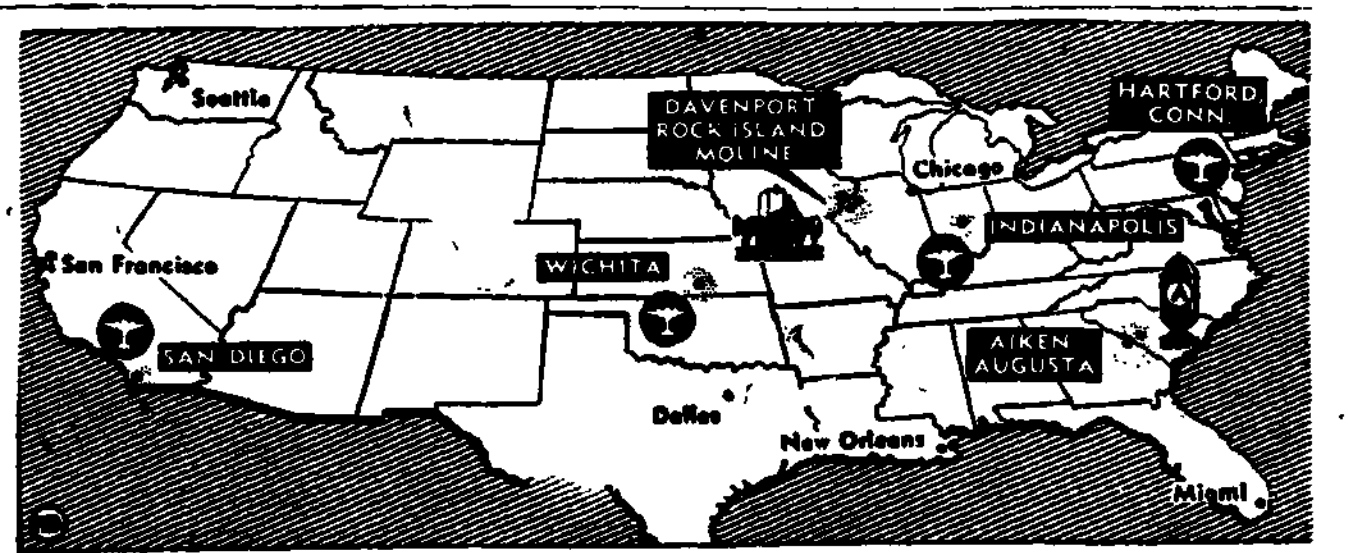 Seattle
DAVENPORT
ROCK ISLAND
MOLINE
HARTFORD,
CONN.
Chicago
INDIANAPOLIS
San Francisco
WICHITA
SAN DIEGO
AIKEN
AUGUSTA
Dallas
New Orleans
Miami